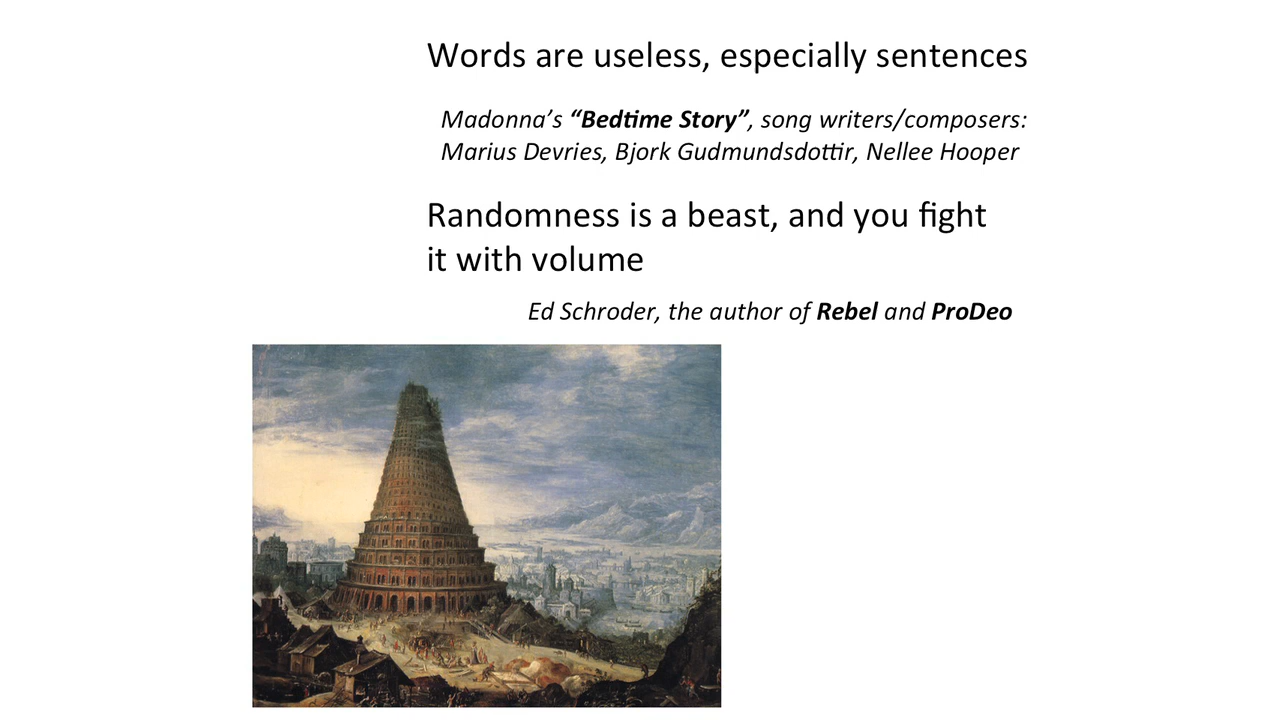 Words are useless, especially sentences
Madonna’s “Bedtime Story”, song writers/composers:
Marius Devries, Bjork Gudmundsdottir, Nellee Hooper
Randomness is a beast, and you fight
it with volume
Ed Schroder, the author of Rebel and ProDeo